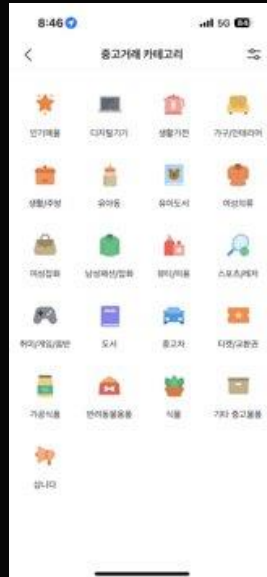 8:46
5G 84
중고거래 카테고리
인기매물 디지털기기 생활가전 가구/인테리어
생활/주방 유아동 유아도서 여성의류
여성잡화 남성패션/잡화 뷰티/미용 스포츠/레저
취미/게임/음반 도서 중고차 티켓/교환권
가공식품 반려동물용품 식물 기타 중고물품
삽니다